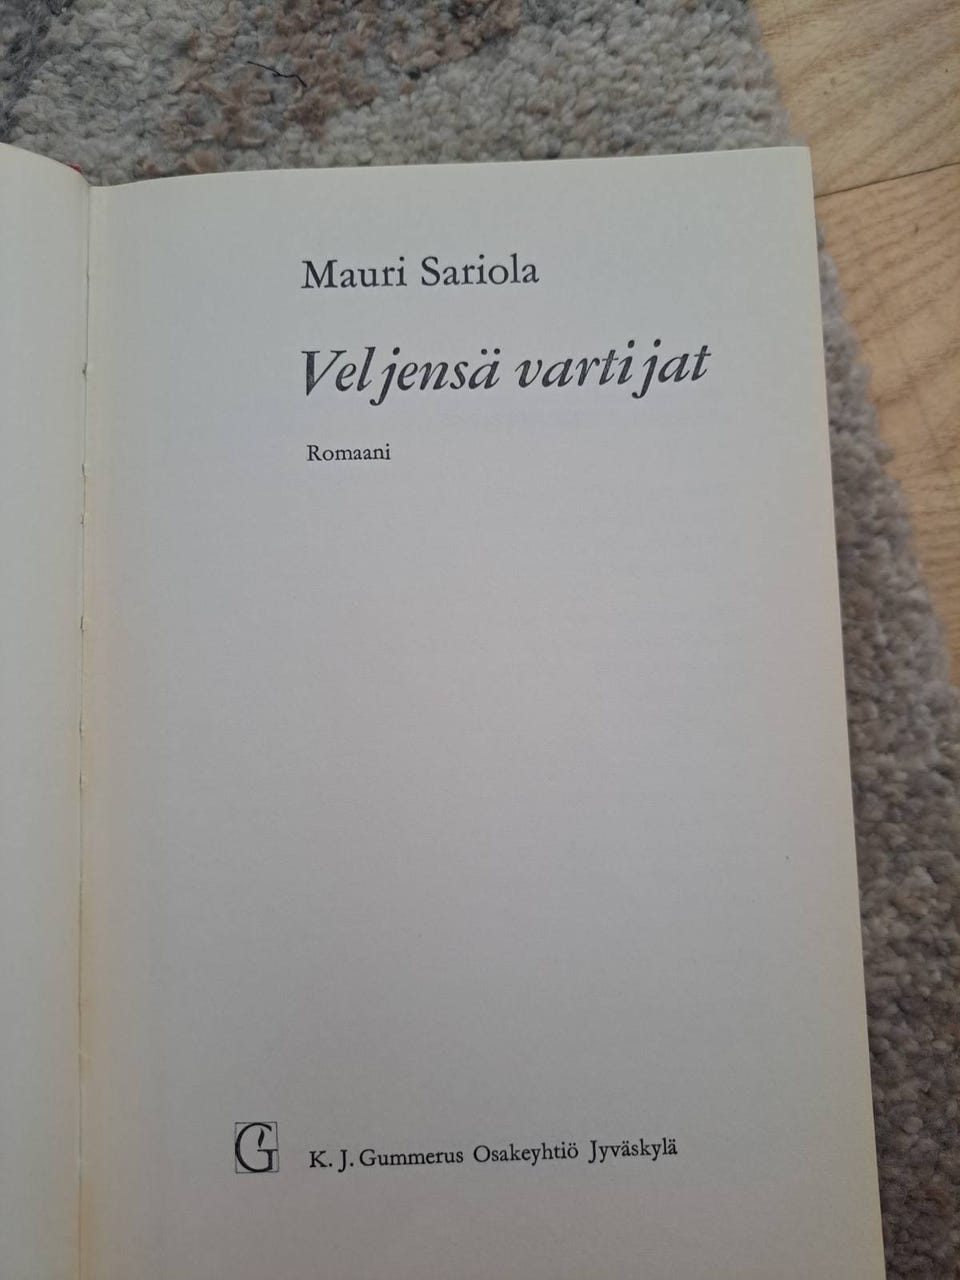 Mauri Sariola
Veljensä vartijat
Romaani
G K. J. Gummerus Osakeyhtiö Jyväskylä